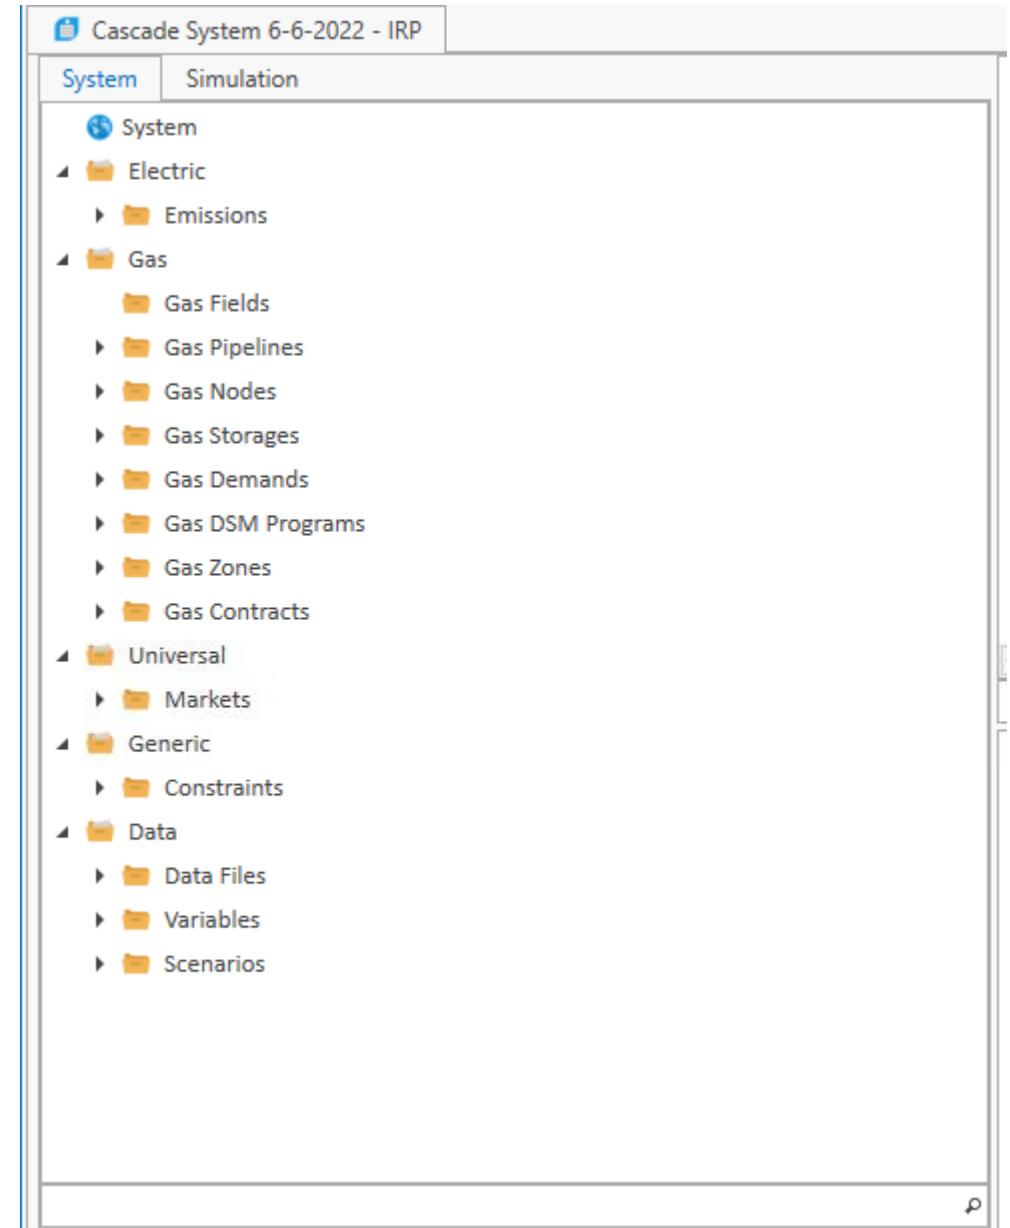 Cascade System 6-6-2022 - IRP
System Simulation
System
Electric
Emissions
Gas
Gas Fields
Gas Pipelines
Gas Nodes
Gas Storages
Gas Demands
Gas DSM Programs
Gas Zones
Gas Contracts
Universal
Markets
Generic
Constraints
Data
Data Files
Variables
Scenarios